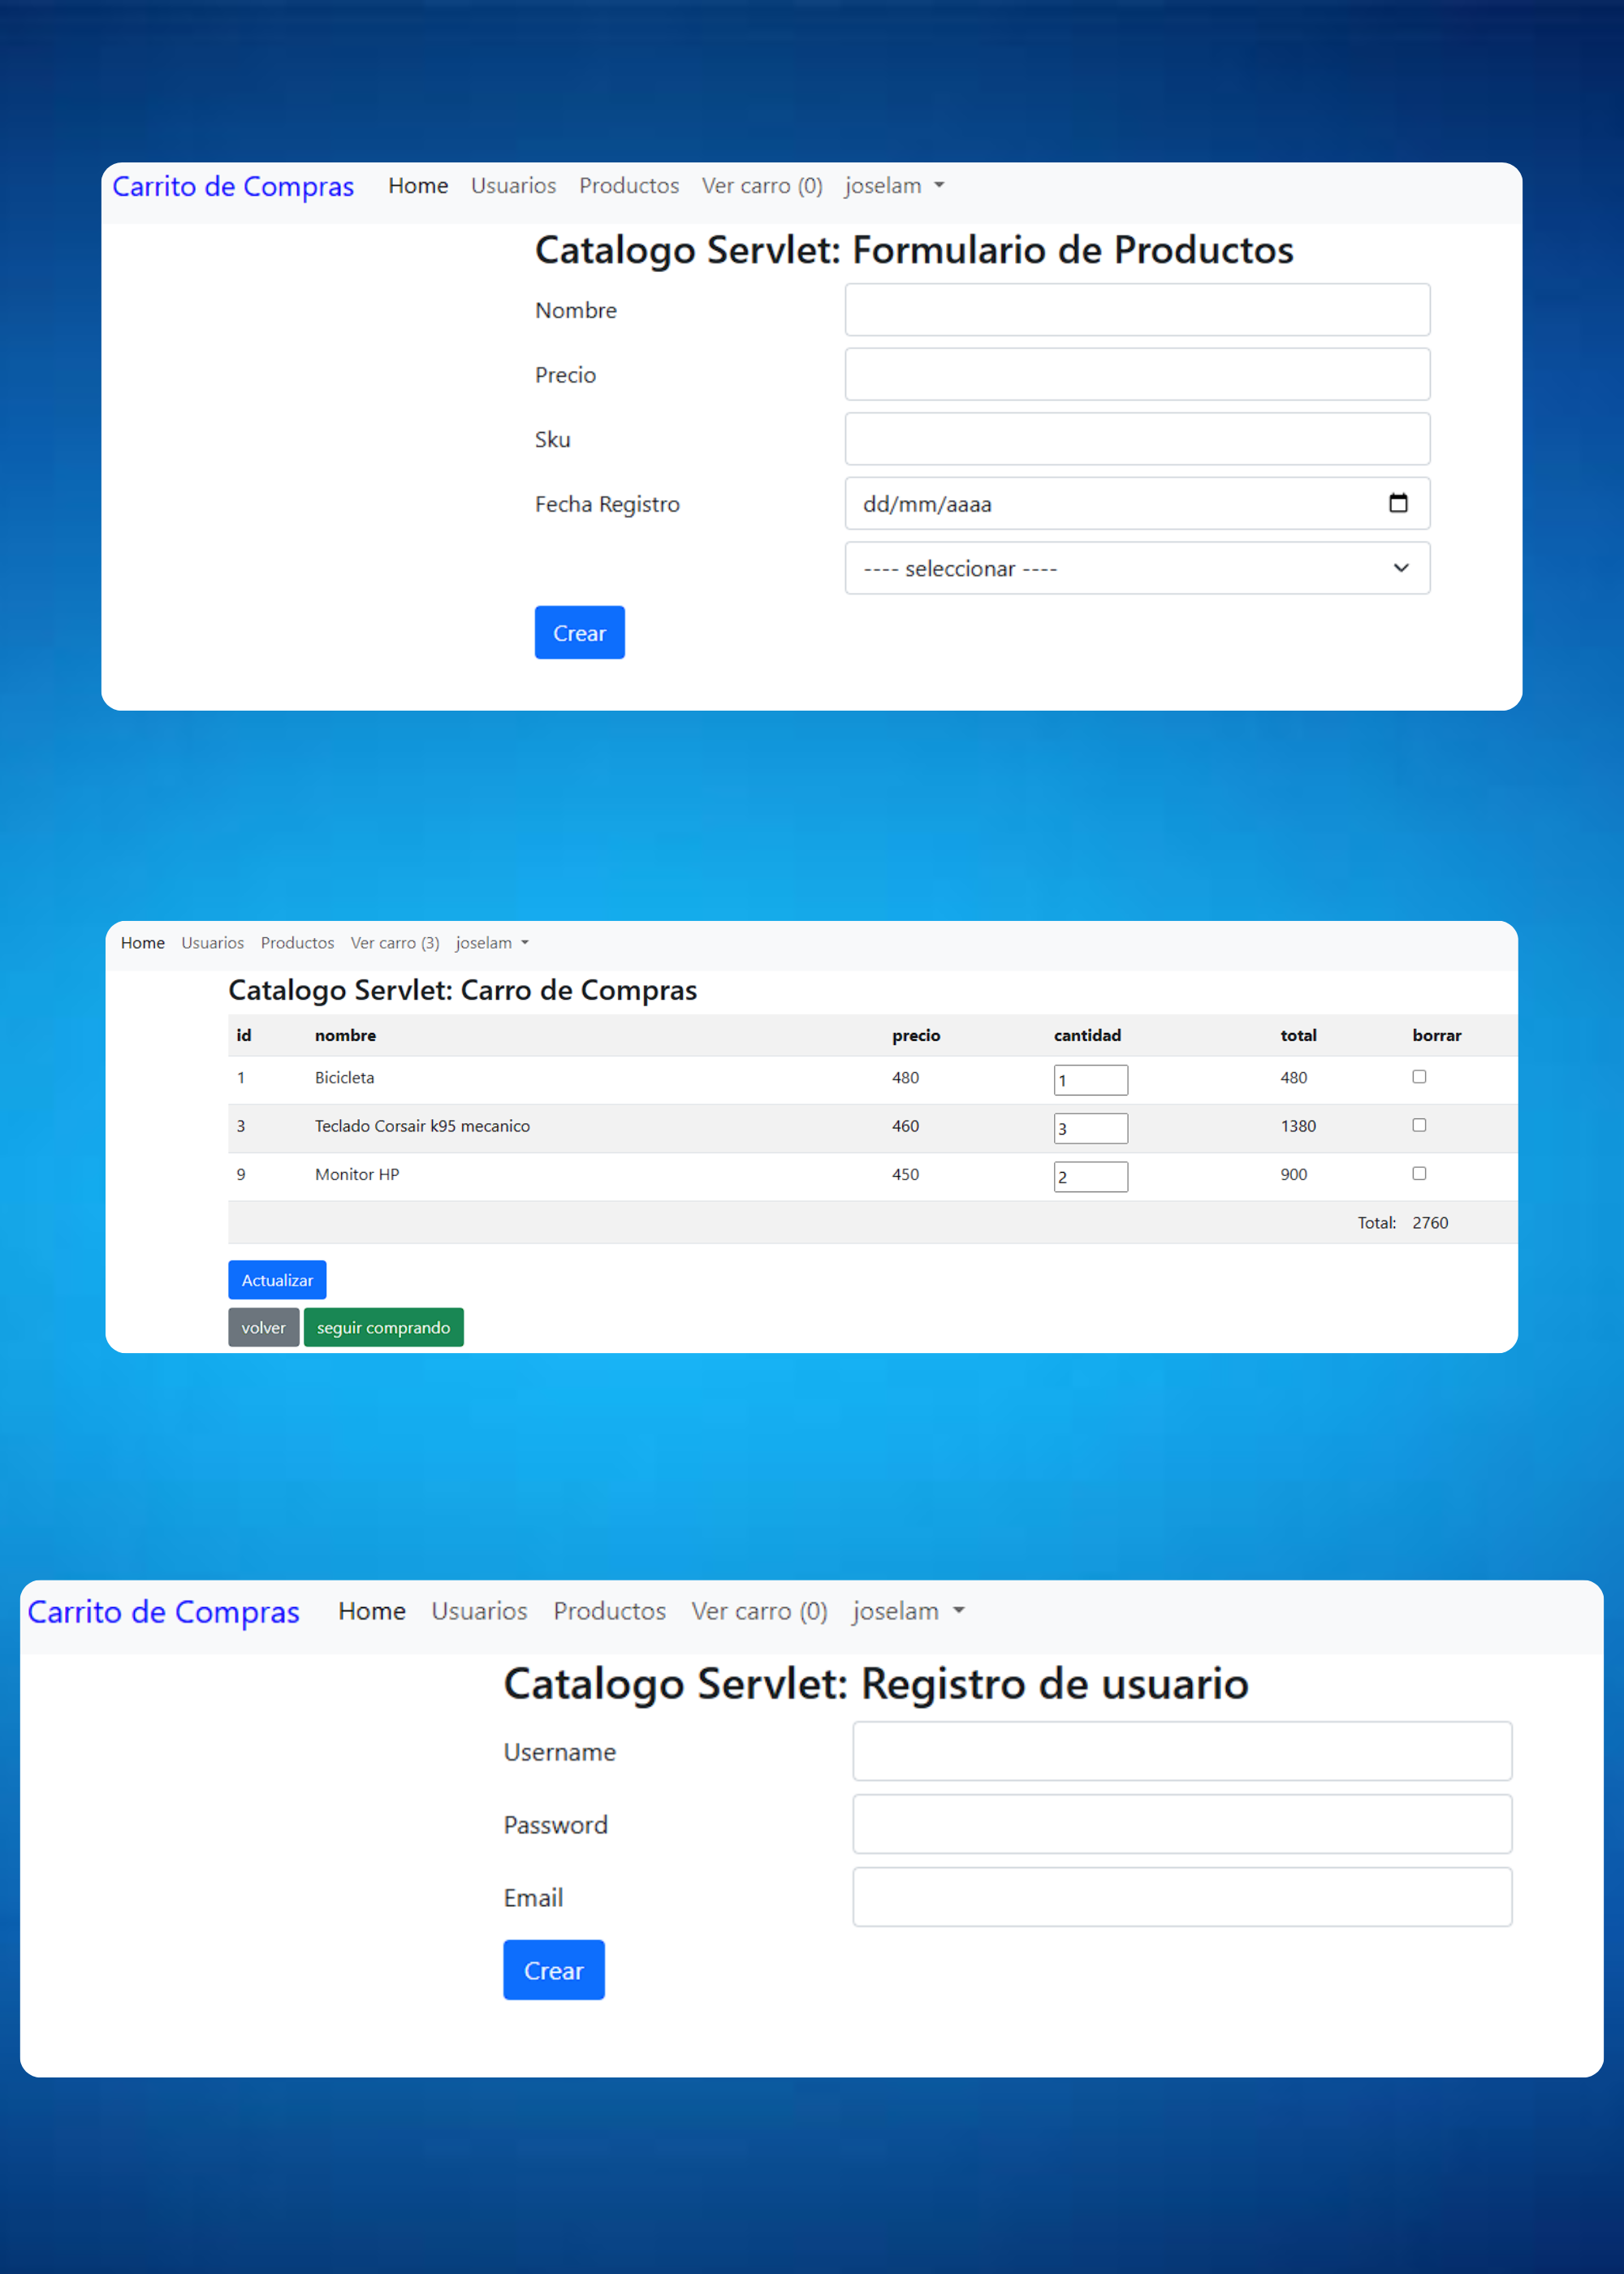 Carrito de Compras Home Usuarios Productos Ver carro (0) joselam
Catalogo Servlet: Formulario de Productos
Nombre
Precio
Sku
Fecha Registro dd/mm/aaaa
---- seleccionar ----
Crear
Home Usuarios Productos Ver carro (3) joselam
Catalogo Servlet: Carro de Compras
id nombre precio cantidad total borrar
1 Bicicleta 480 1 480
3 Teclado Corsair k95 mecanico 460 3 1380
9 Monitor HP 450 2 900
Total: 2760
Actualizar
volver seguir comprando
Carrito de Compras Home Usuarios Productos Ver carro (0) joselam
Catalogo Servlet: Registro de usuario
Username
Password
Email
Crear